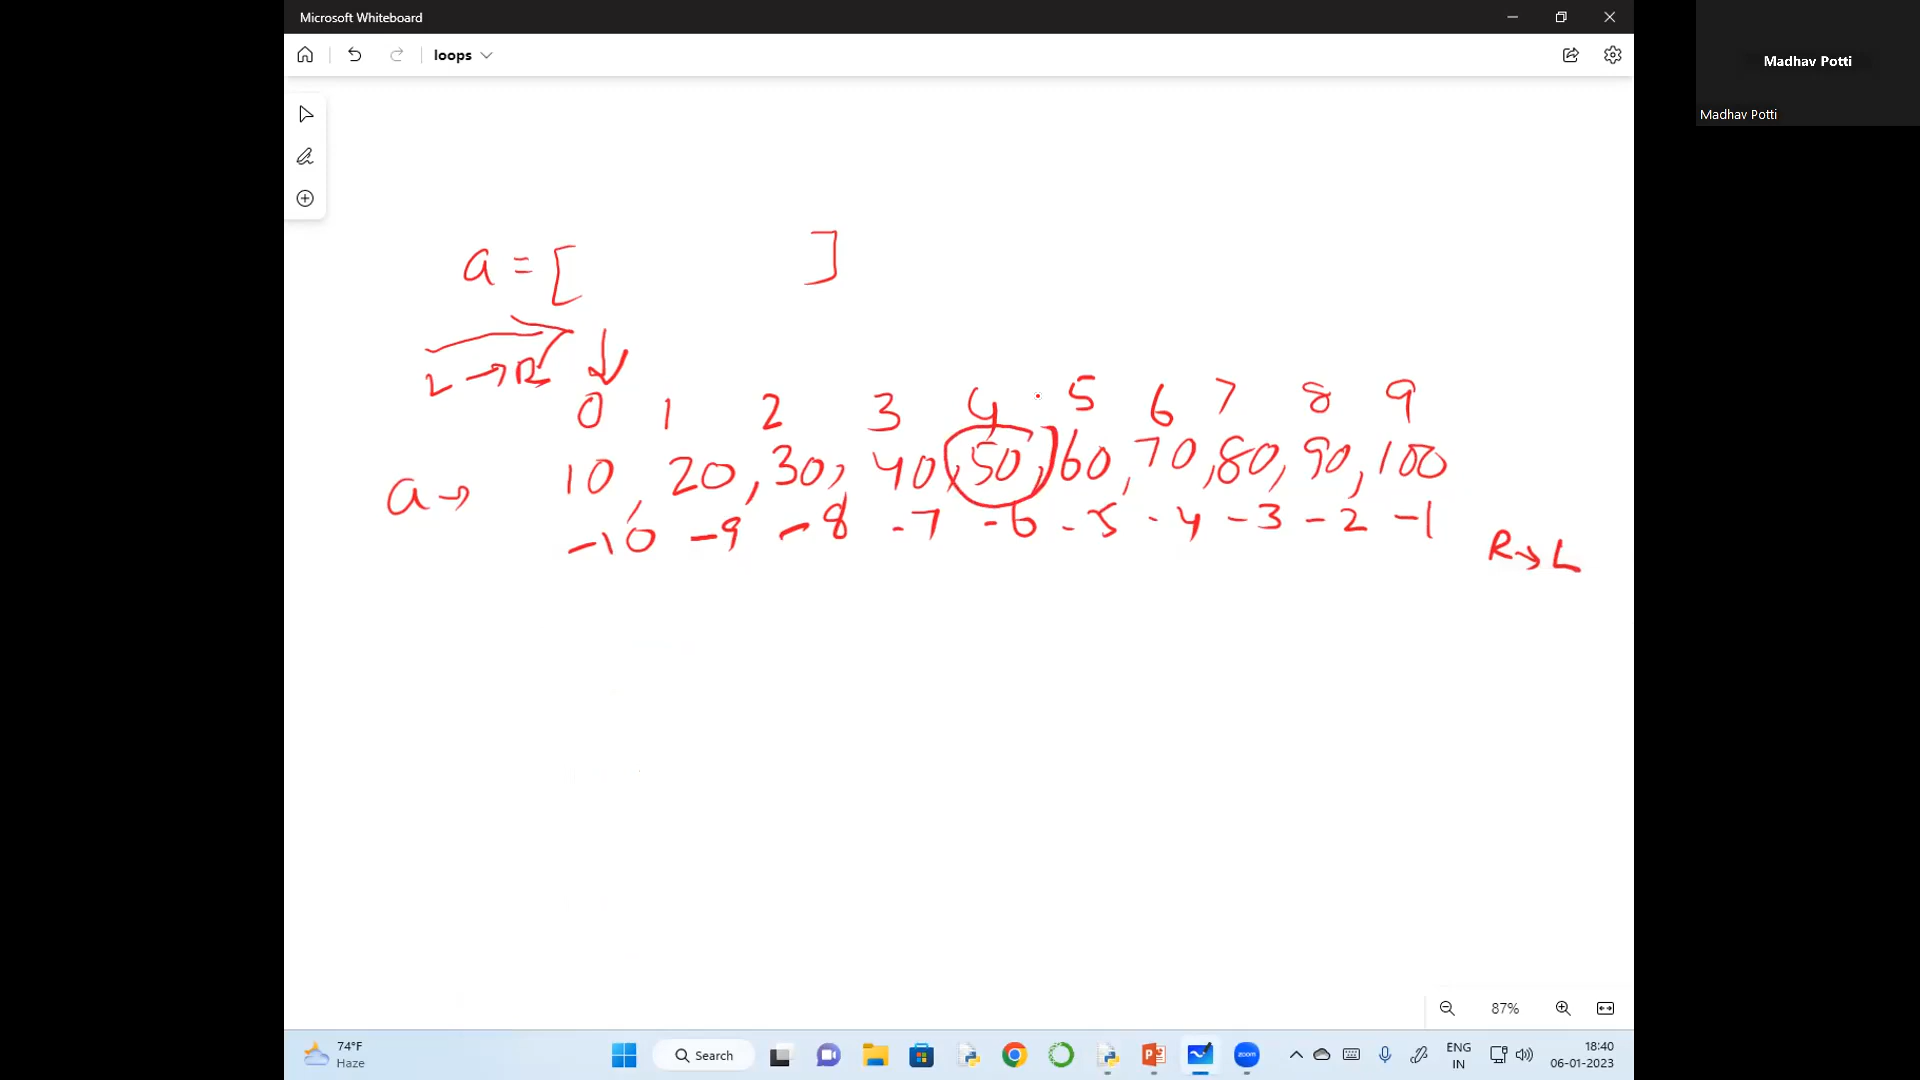 Microsoft Whiteboard
Madhav Potti
loops
Madhav Potti
a = [ ]
L → R
0 1 2 3 4 5 6 7 8 9
a → 10, 20, 30, 40, 50, 60, 70, 80, 90, 100
-10 -9 -8 -7 -6 -5 -4 -3 -2 -1
R → L
87%
74°F
Haze
Search
zoom
ENG
IN
18:40
06-01-2023